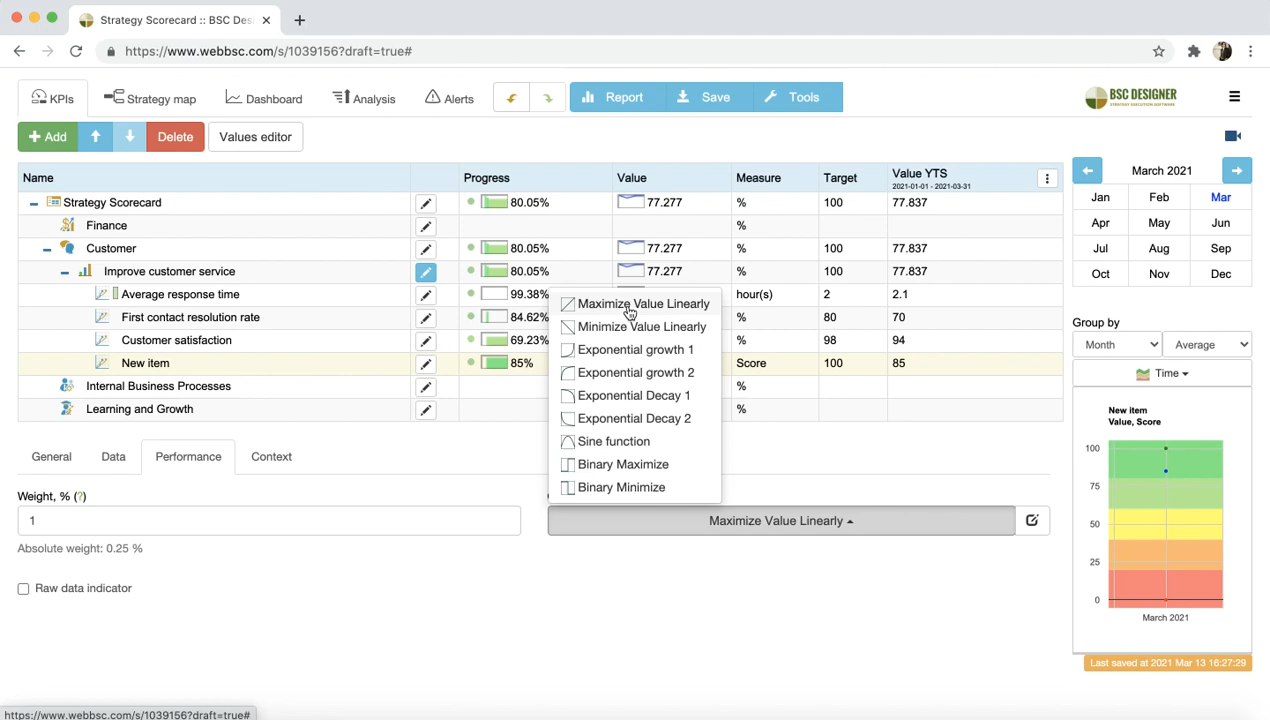 Strategy Scorecard :: BSC Des
https://www.webbsc.com/s/1039156?draft=true#
KPIs
Strategy map
Dashboard
Analysis
Alerts
Report
Save
Tools
BSC DESIGNER
STRATEGY EXECUTION SOFTWARE
+ Add
Delete
Values editor
Name Progress Value Measure Target Value YTS
2021-01-01 - 2021-03-31
Strategy Scorecard 80.05% 77.277 % 100 77.837
Finance %
Customer 80.05% 77.277 % 100 77.837
Improve customer service 80.05% 77.277 % 100 77.837
Average response time 99.38% hour(s) 2 2.1
First contact resolution rate 84.62% % 80 70
Customer satisfaction 69.23% % 98 94
New item 85% Score 100 85
Internal Business Processes %
Learning and Growth %
Maximize Value Linearly
Minimize Value Linearly
Exponential growth 1
Exponential growth 2
Exponential Decay 1
Exponential Decay 2
Sine function
Binary Maximize
Binary Minimize
General
Data
Performance
Context
Weight, % (?)
1
Maximize Value Linearly
Absolute weight: 0.25 %
Raw data indicator
March 2021
Jan Feb Mar
Apr May Jun
Jul Aug Sep
Oct Nov Dec
Group by
Month Average
Time
New item
Value, Score
100
75
50
25
0
March 2021
Last saved at 2021 Mar 13 16:27:29
https://www.webbsc.com/s/1039156?draft=true#